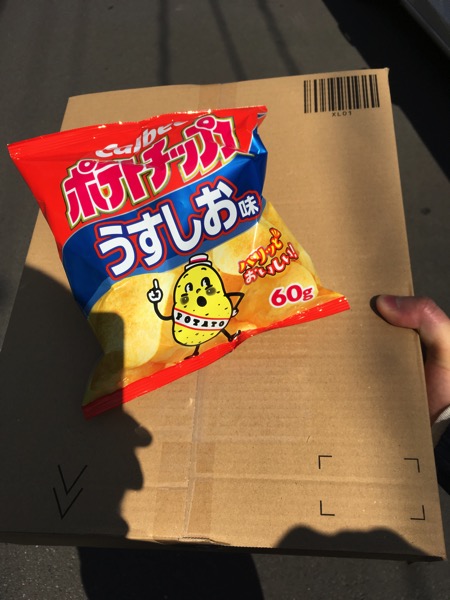 XL01
Calbee
ポテトチップス
うすしお味
パリッと
おいしい!
POTATO
60g